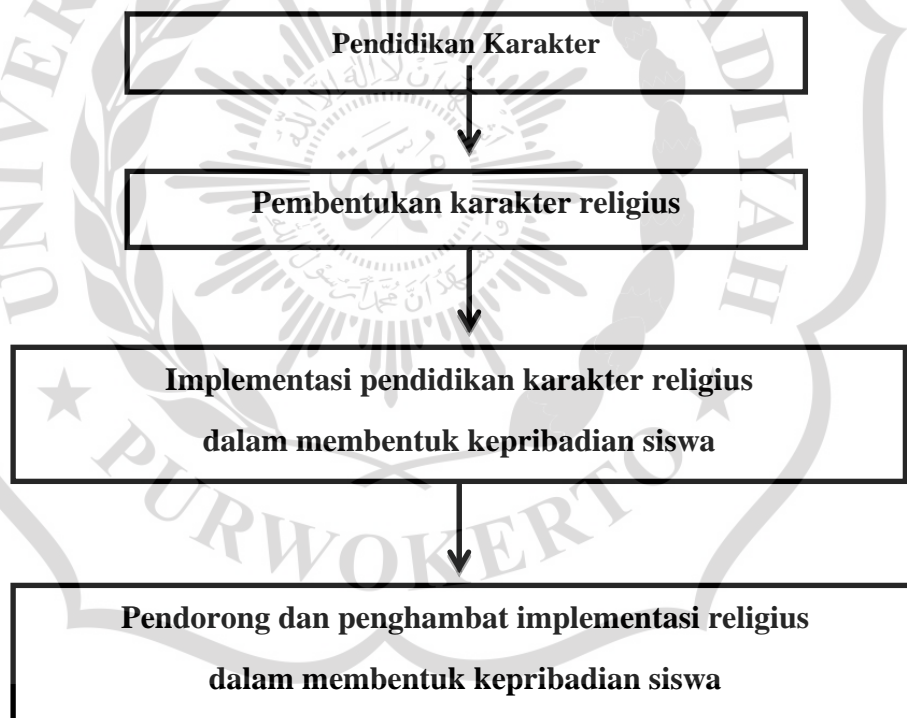 Pendidikan Karakter
Pembentukan karakter religius
Implementasi pendidikan karakter religius
dalam membentuk kepribadian siswa
Pendorong dan penghambat implementasi religius
dalam membentuk kepribadian siswa
PURWOKERTO